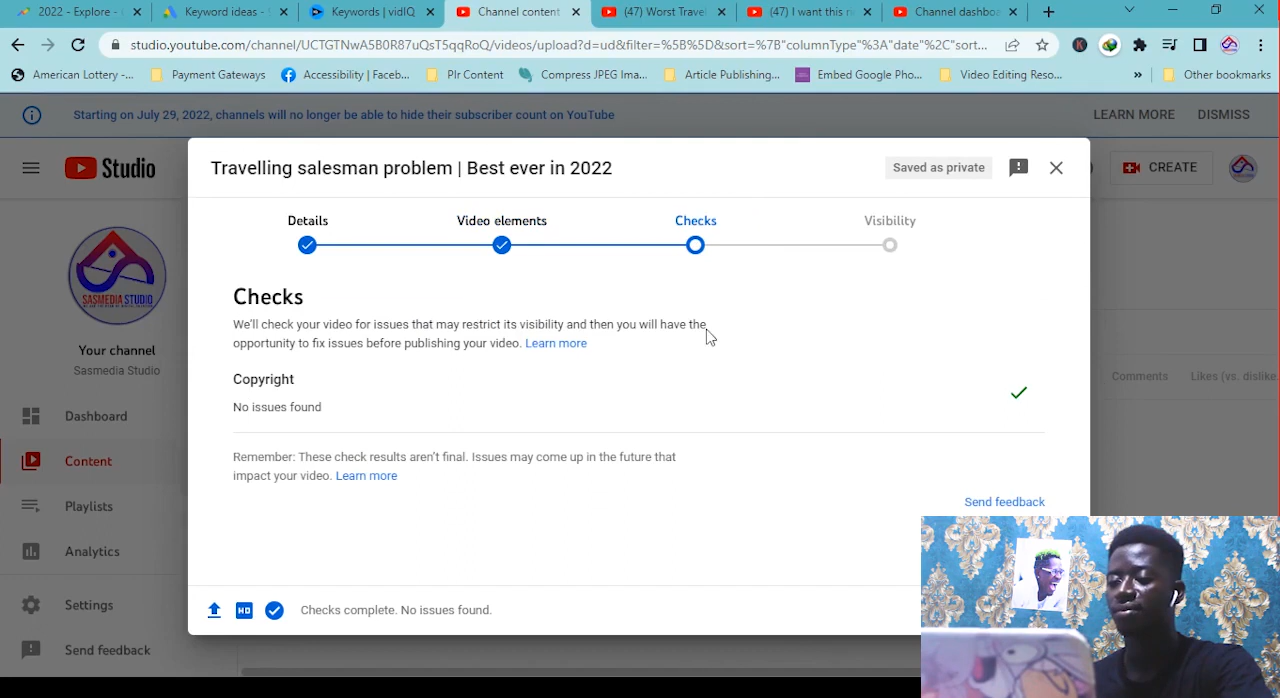 2022 - Explore -
Keyword ideas -
Keywords | vidIQ
Channel content
(47) Worst Travel
(47) I want this
Channel dashbo
studio.youtube.com/channel/UCTGTNwA5B0R87uQsT5qqRoQ/videos/upload?d=ud&filter=%5B%5D&sort=%7B"columnType"%3A"date"%2C"sort...
American Lottery -...
Payment Gateways
Accessibility | Faceb...
Plr Content
Compress JPEG Ima...
Article Publishing...
Embed Google Pho...
Video Editing Reso...
»
Other bookmarks
Starting on July 29, 2022, channels will no longer be able to hide their subscriber count on YouTube
LEARN MORE
DISMISS
Studio
Travelling salesman problem | Best ever in 2022
Saved as private
CREATE
Details
Video elements
Checks
Visibility
SASMEDIA STUDIO
Your channel
Sasmedia Studio
Checks
We'll check your video for issues that may restrict its visibility and then you will have the
opportunity to fix issues before publishing your video. Learn more
Copyright
No issues found
Comments
Likes (vs. dislike
Remember: These check results aren't final. Issues may come up in the future that
impact your video. Learn more
Send feedback
Dashboard
Content
Playlists
Analytics
Settings
Send feedback
HD
Checks complete. No issues found.